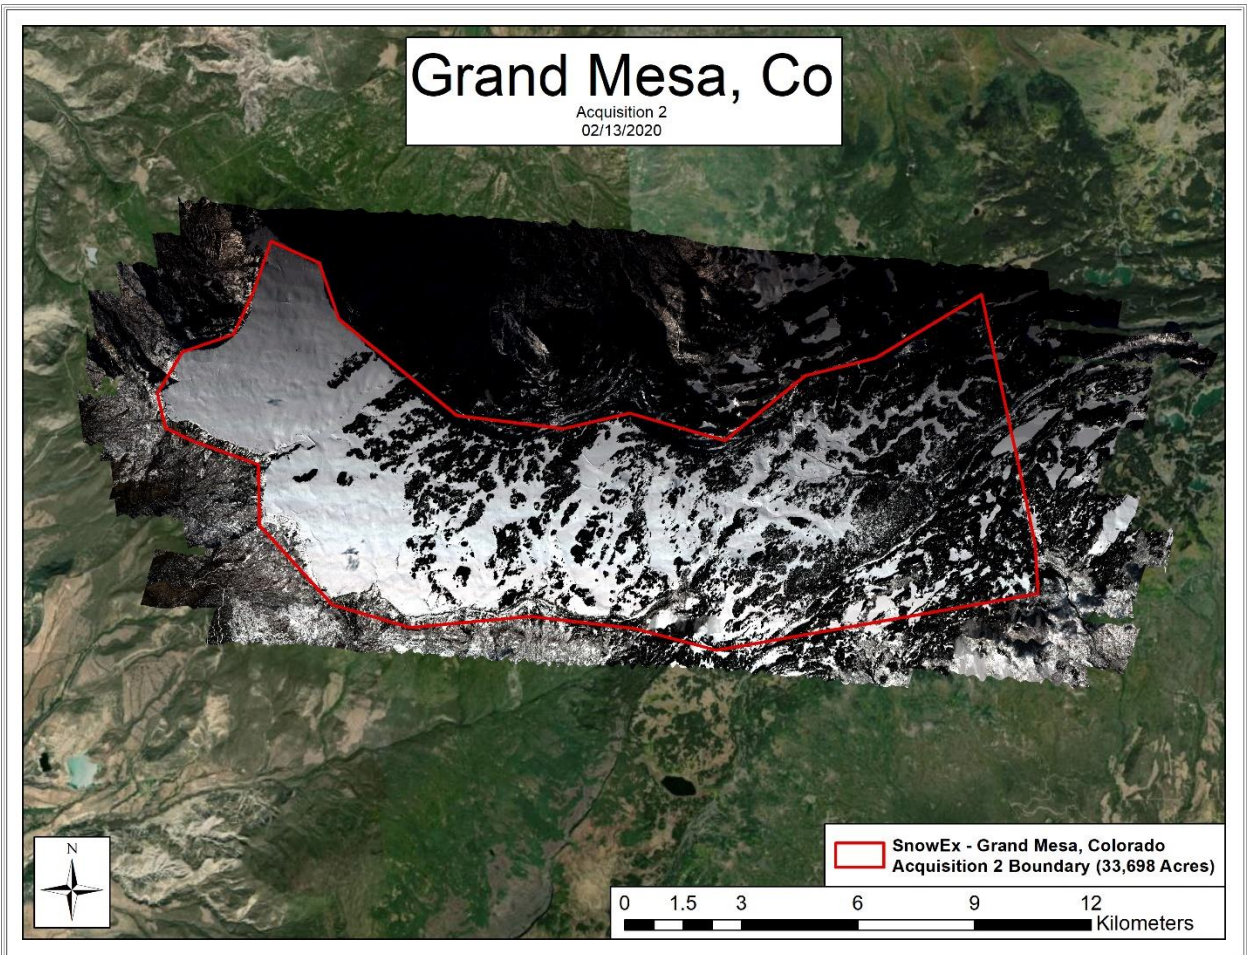 Grand Mesa, Co
Acquisition 2
02/13/2020
N
SnowEx - Grand Mesa, Colorado
Acquisition 2 Boundary (33,698 Acres)
0 1.5 3 6 9 12
Kilometers